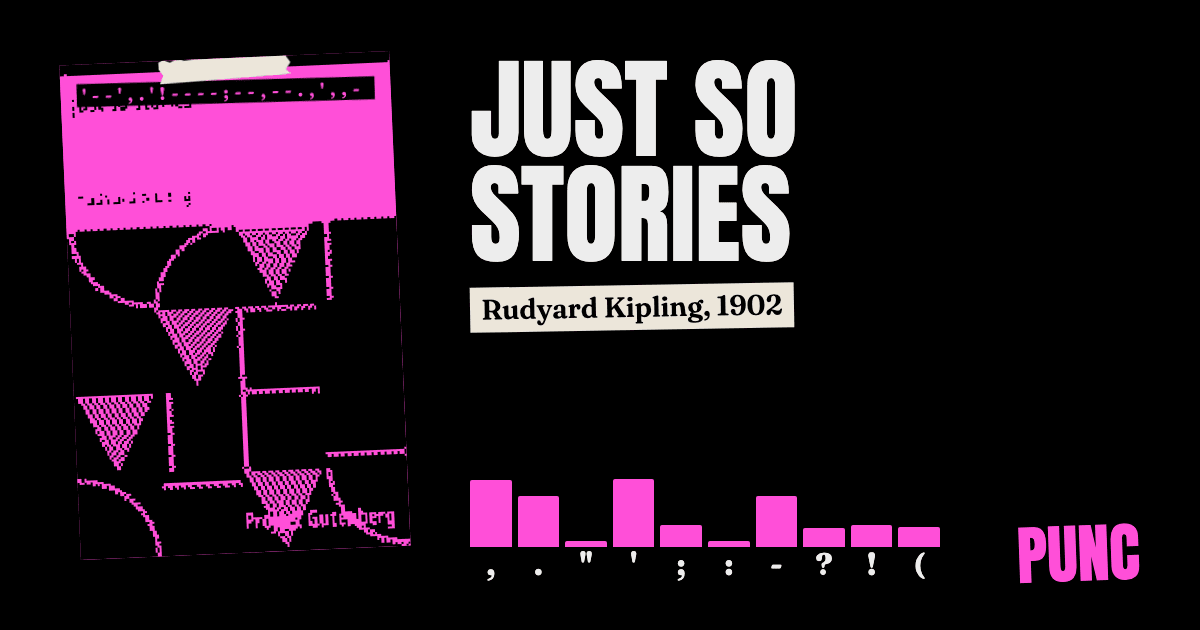 '--',.'!----;--,--.,',,-
Project Gutenberg
JUST SO
STORIES
Rudyard Kipling, 1902
, . " ' ; : - ? ! (
PUNC